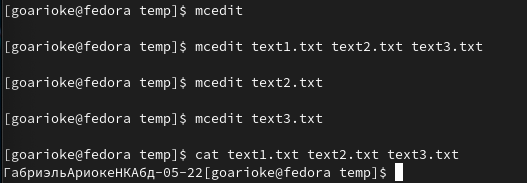 [goarioke@fedora temp]$ mcedit
[goarioke@fedora temp]$ mcedit text1.txt text2.txt text3.txt
[goarioke@fedora temp]$ mcedit text2.txt
[goarioke@fedora temp]$ mcedit text3.txt
[goarioke@fedora temp]$ cat text1.txt text2.txt text3.txt
ГабриэльАриокеНКАбд-05-22[goarioke@fedora temp]$